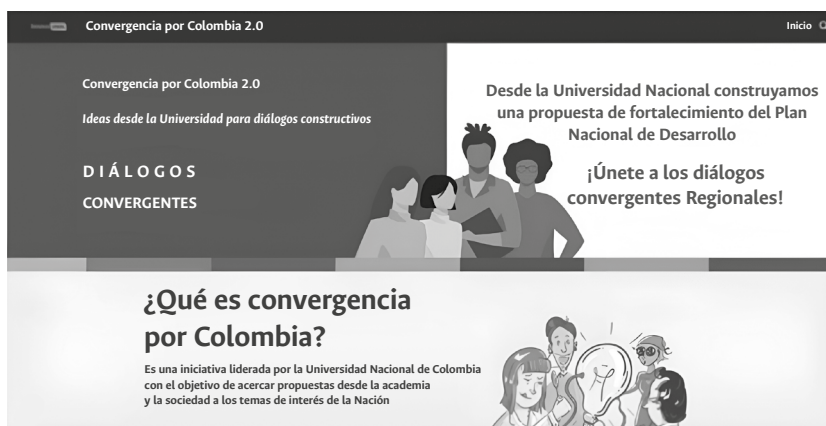 Convergencia por Colombia 2.0
Inicio
Convergencia por Colombia 2.0
Ideas desde la Universidad para diálogos constructivos
DIÁLOGOS
CONVERGENTES
Desde la Universidad Nacional construyamos
una propuesta de fortalecimiento del Plan
Nacional de Desarrollo
¡Únete a los diálogos
convergentes Regionales!
¿Qué es convergencia
por Colombia?
Es una iniciativa liderada por la Universidad Nacional de Colombia
con el objetivo de acercar propuestas desde la academia
y la sociedad a los temas de interés de la Nación